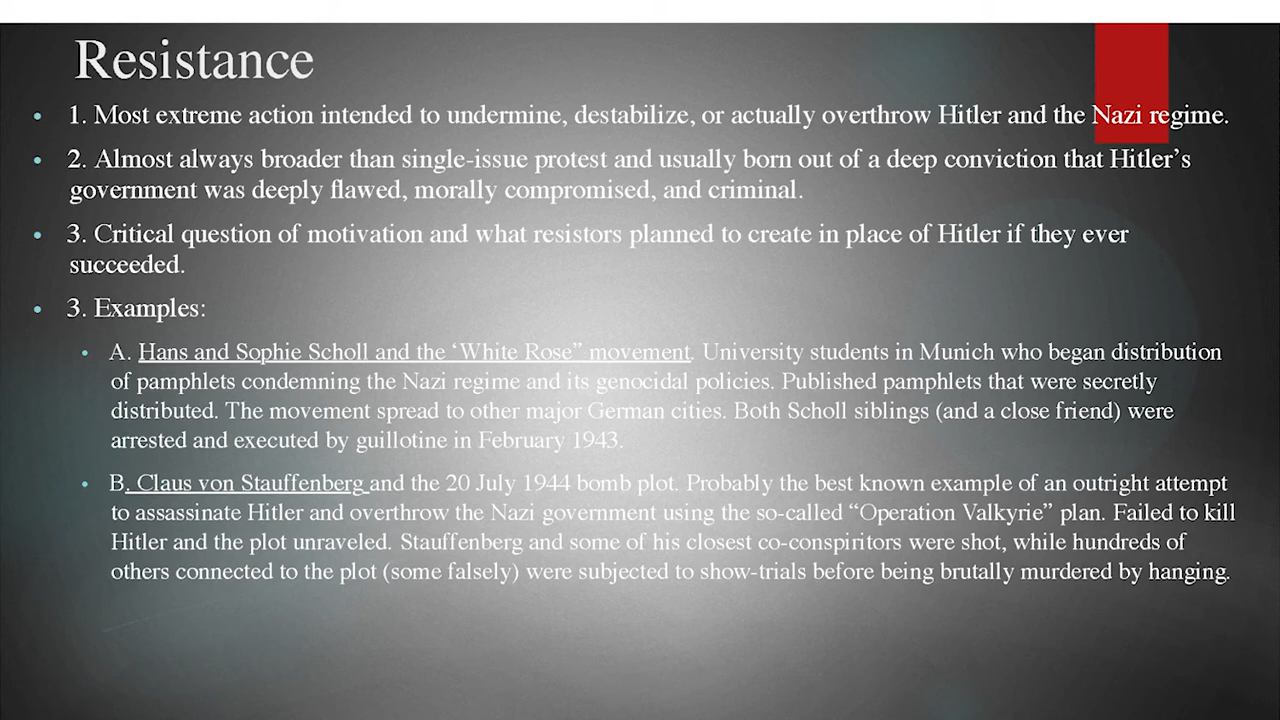 Resistance
• 1. Most extreme action intended to undermine, destabilize, or actually overthrow Hitler and the Nazi regime.
• 2. Almost always broader than single-issue protest and usually born out of a deep conviction that Hitler’s
government was deeply flawed, morally compromised, and criminal.
• 3. Critical question of motivation and what resistors planned to create in place of Hitler if they ever
succeeded.
• 3. Examples:
• A. Hans and Sophie Scholl and the ‘White Rose” movement. University students in Munich who began distribution
of pamphlets condemning the Nazi regime and its genocidal policies. Published pamphlets that were secretly
distributed. The movement spread to other major German cities. Both Scholl siblings (and a close friend) were
arrested and executed by guillotine in February 1943.
• B. Claus von Stauffenberg and the 20 July 1944 bomb plot. Probably the best known example of an outright attempt
to assassinate Hitler and overthrow the Nazi government using the so-called “Operation Valkyrie” plan. Failed to kill
Hitler and the plot unraveled. Stauffenberg and some of his closest co-conspiritors were shot, while hundreds of
others connected to the plot (some falsely) were subjected to show-trials before being brutally murdered by hanging.